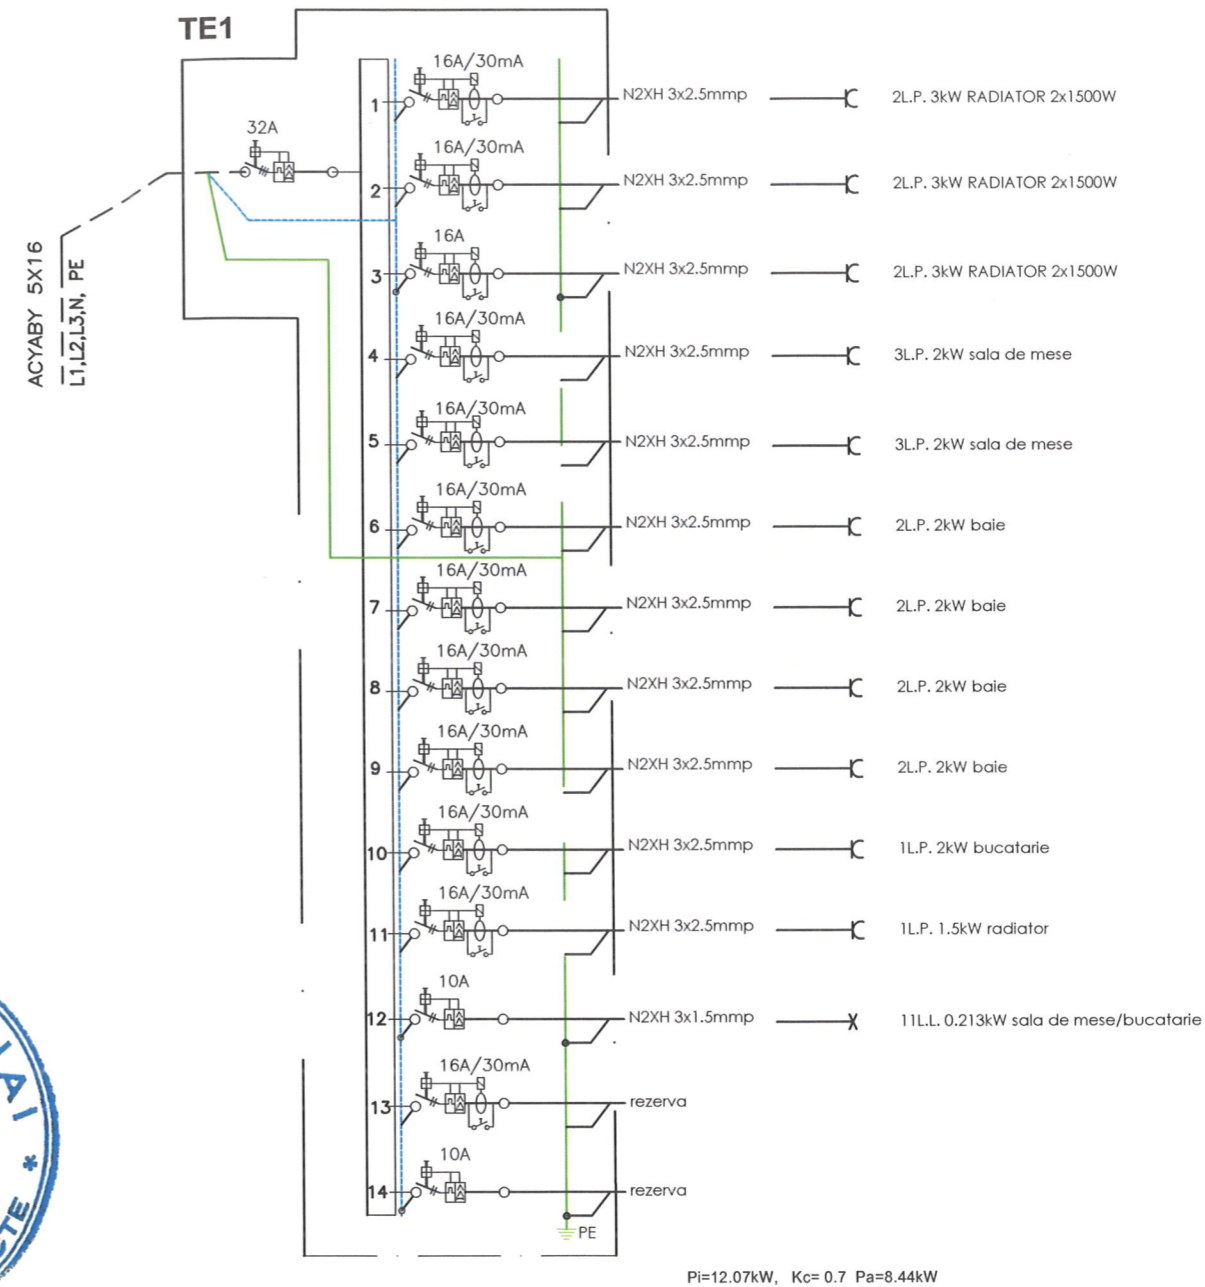 TE1
32A
ACYABY 5X16
L1,L2,L3,N, PE
16A/30mA
1
N2XH 3x2.5mmp
2L.P. 3kW RADIATOR 2x1500W
16A/30mA
2
N2XH 3x2.5mmp
2L.P. 3kW RADIATOR 2x1500W
16A
3
N2XH 3x2.5mmp
2L.P. 3kW RADIATOR 2x1500W
16A/30mA
4
N2XH 3x2.5mmp
3L.P. 2kW sala de mese
16A/30mA
5
N2XH 3x2.5mmp
3L.P. 2kW sala de mese
16A/30mA
6
N2XH 3x2.5mmp
2L.P. 2kW baie
16A/30mA
7
N2XH 3x2.5mmp
2L.P. 2kW baie
16A/30mA
8
N2XH 3x2.5mmp
2L.P. 2kW baie
16A/30mA
9
N2XH 3x2.5mmp
2L.P. 2kW baie
16A/30mA
10
N2XH 3x2.5mmp
1L.P. 2kW bucatarie
16A/30mA
11
N2XH 3x2.5mmp
1L.P. 1.5kW radiator
10A
12
N2XH 3x1.5mmp
11L.L. 0.213kW sala de mese/bucatarie
16A/30mA
13
rezerva
10A
14
rezerva
PE
Pi=12.07kW, Kc= 0.7 Pa=8.44kW